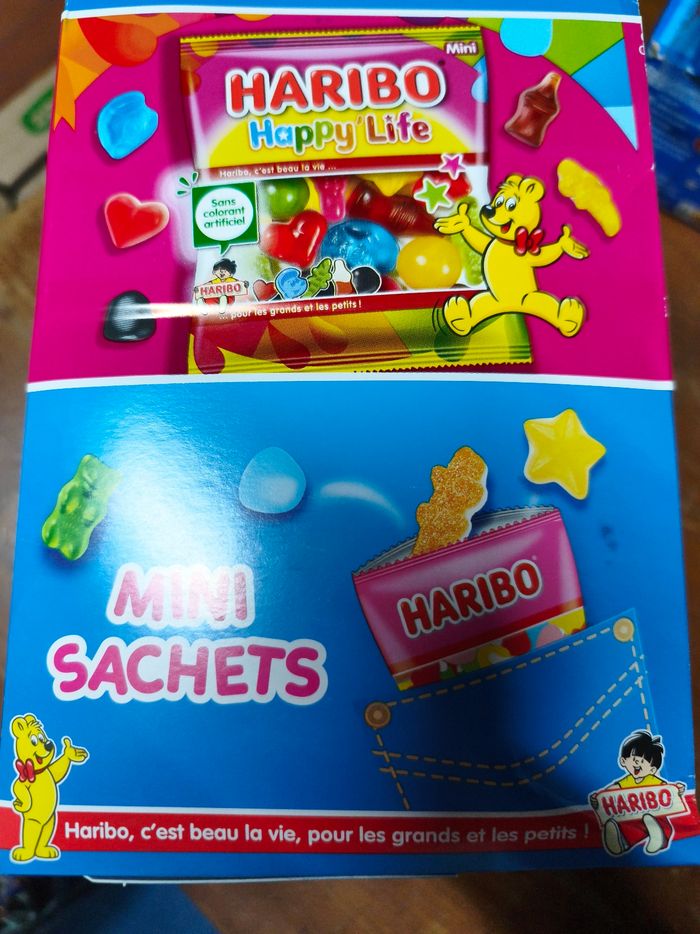 Mini
HARIBO
Happy'Life
Haribo, c'est beau la vie ...
Sans
colorant
artificiel
HARIBO
... pour les grands et les petits !
HARIBO
MINI
SACHETS
Haribo, c'est beau la vie, pour les grands et les petits !
HARIBO